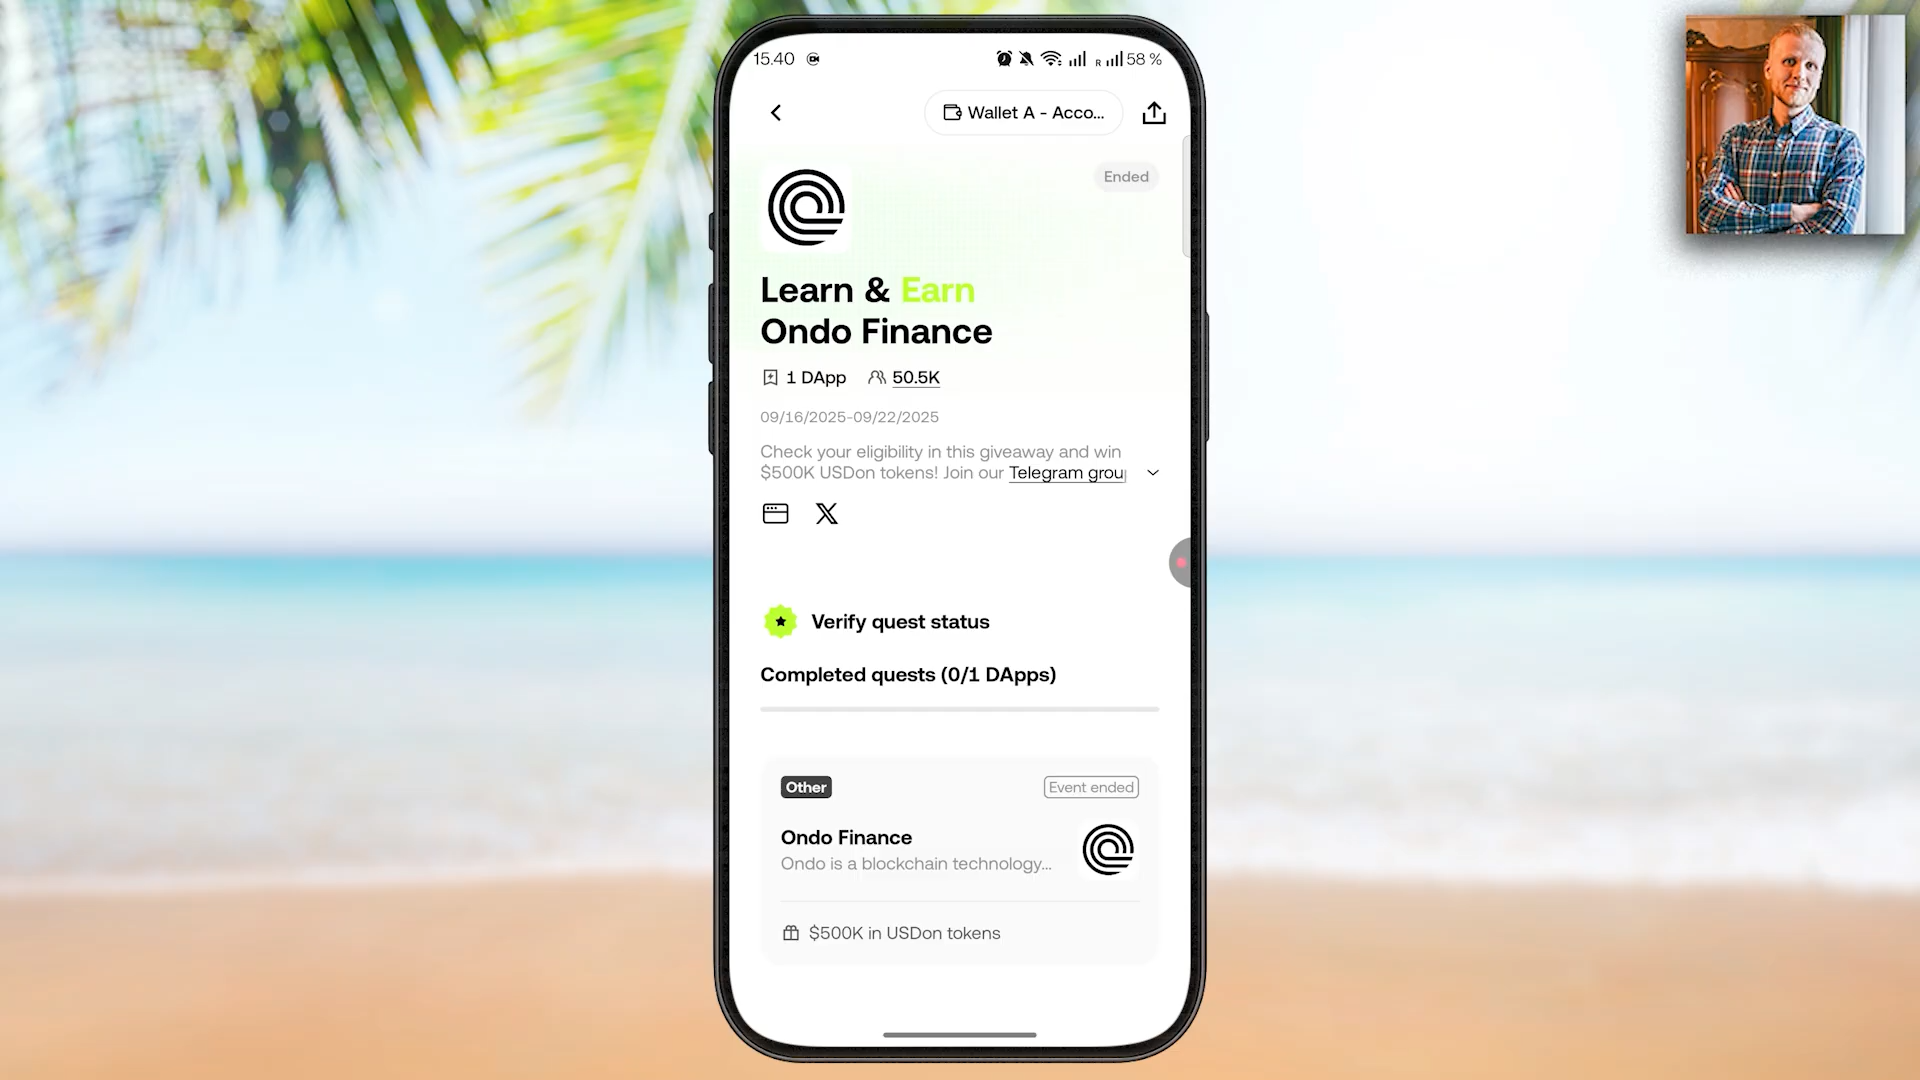 15.40
R
58 %
Wallet A - Acco...
Ended
Learn & Earn
Ondo Finance
1 DApp
50.5K
09/16/2025-09/22/2025
Check your eligibility in this giveaway and win
$500K USDon tokens! Join our Telegram grou
Verify quest status
Completed quests (0/1 DApps)
Other
Event ended
Ondo Finance
Ondo is a blockchain technology...
$500K in USDon tokens